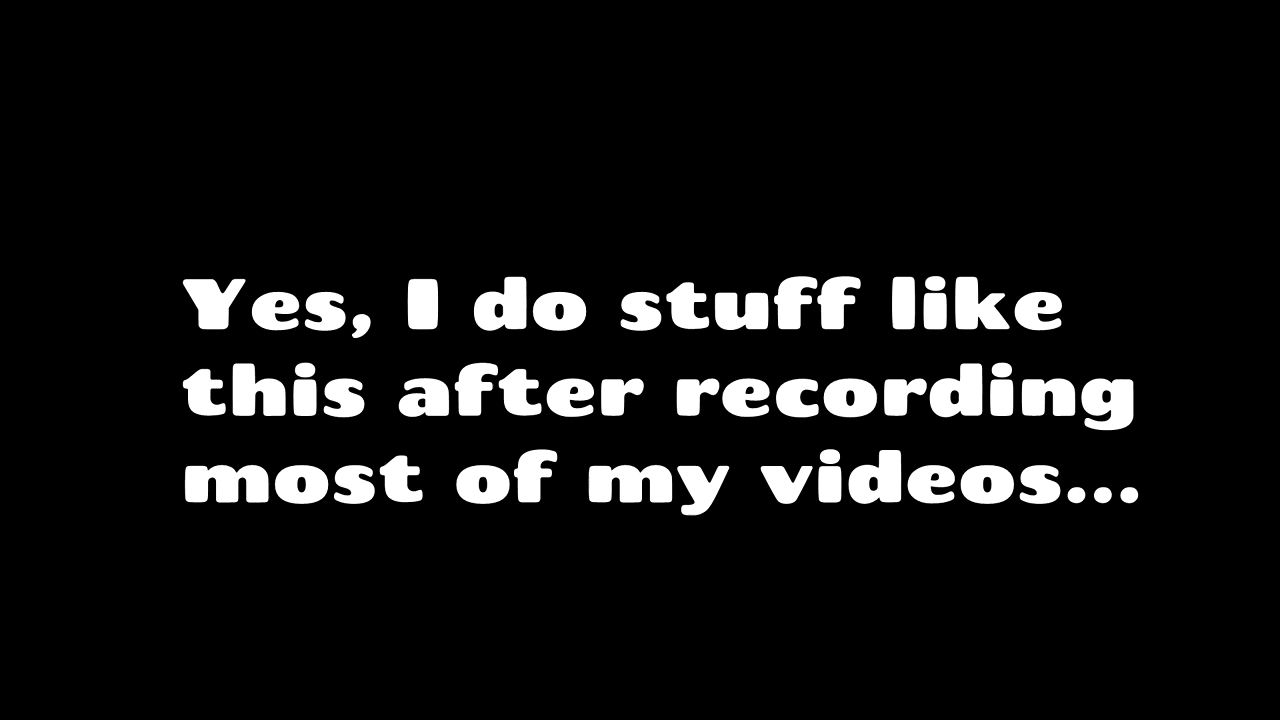 Yes, I do stuff like
this after recording
most of my videos...